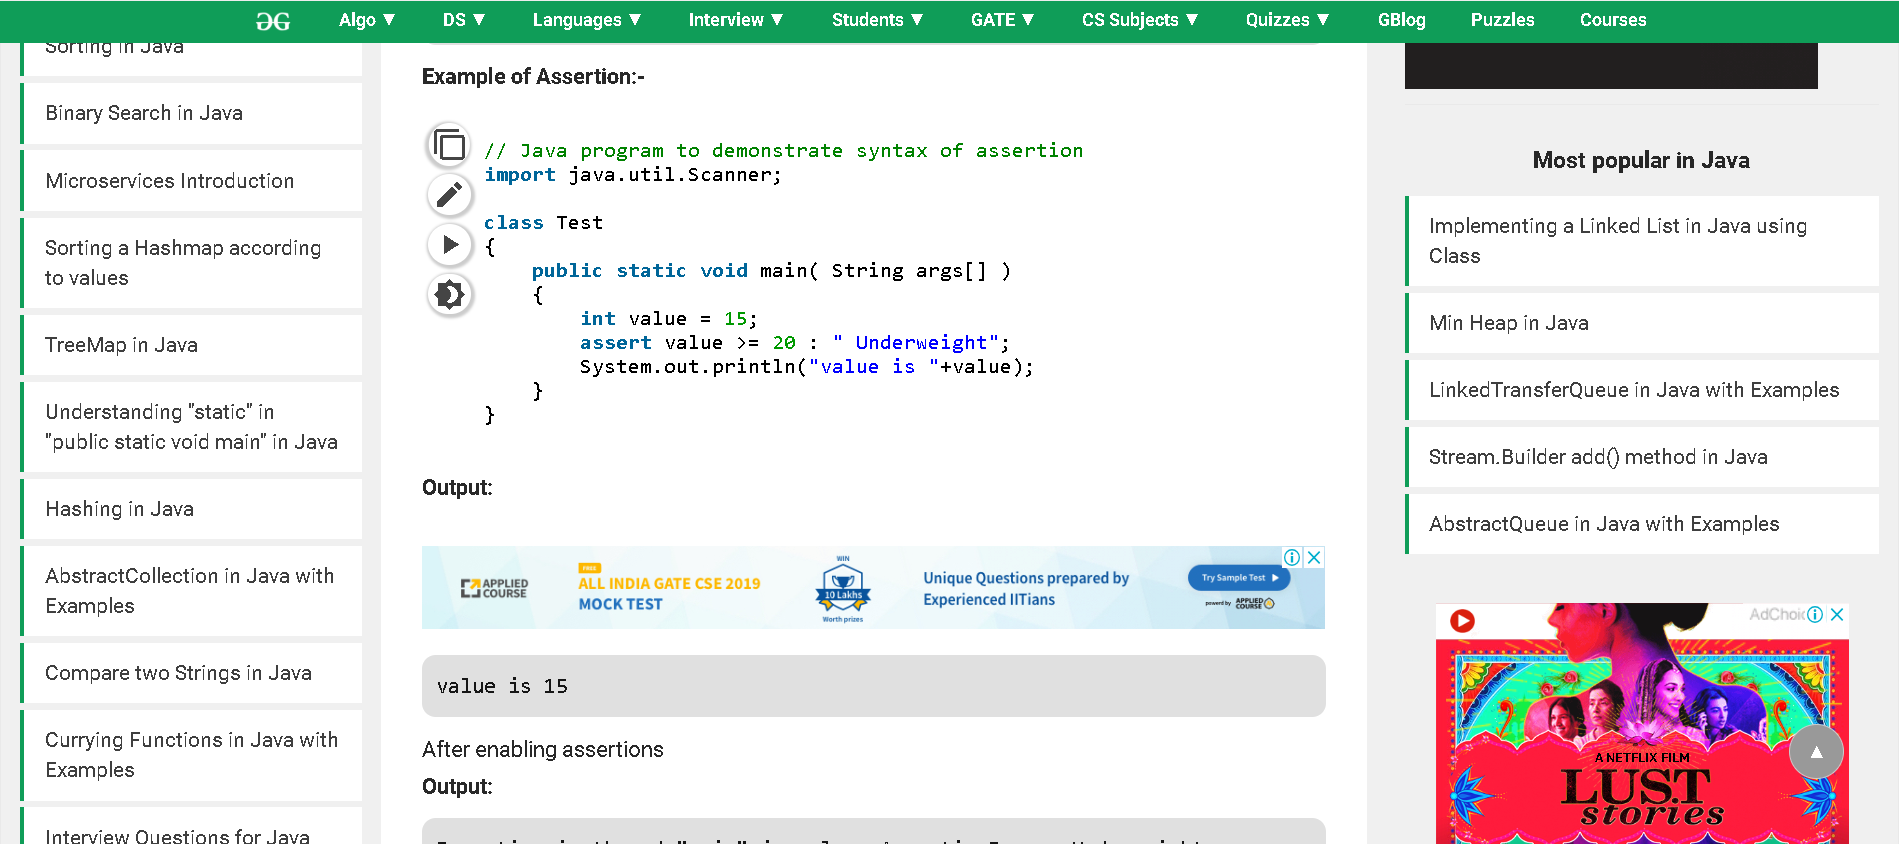 Algo ▼ DS ▼ Languages ▼ Interview ▼ Students ▼ GATE ▼ CS Subjects ▼ Quizzes ▼ GBlog Puzzles Courses
Sorting in Java
Binary Search in Java
Microservices Introduction
Sorting a Hashmap according
to values
TreeMap in Java
Understanding "static" in
"public static void main" in Java
Hashing in Java
AbstractCollection in Java with
Examples
Compare two Strings in Java
Currying Functions in Java with
Examples
Interview Questions for Java
Example of Assertion:-
// Java program to demonstrate syntax of assertion
import java.util.Scanner;
class Test
{
public static void main( String args[] )
{
int value = 15;
assert value >= 20 : " Underweight";
System.out.println("value is "+value);
}
}
Output:
APPLIED
COURSE
FREE
ALL INDIA GATE CSE 2019
MOCK TEST
WIN
10 Lakhs
Worth prizes
Unique Questions prepared by
Experienced IITians
Try Sample Test
powered by APPLIED
COURSE
value is 15
After enabling assertions
Output:
Most popular in Java
Implementing a Linked List in Java using
Class
Min Heap in Java
LinkedTransferQueue in Java with Examples
Stream.Builder add() method in Java
AbstractQueue in Java with Examples
A NETFLIX FILM
LUST
stories